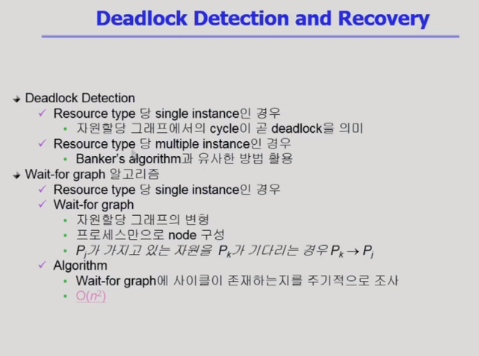 Deadlock Detection and Recovery
Deadlock Detection
Resource type 당 single instance인 경우
자원할당 그래프에서의 cycle이 곧 deadlock을 의미
Resource type 당 multiple instance인 경우
Banker's algorithm과 유사한 방법 활용
Wait-for graph 알고리즘
Resource type 당 single instance인 경우
Wait-for graph
자원할당 그래프의 변형
프로세스만으로 node 구성
Pj가 가지고 있는 자원을 Pk가 기다리는 경우 Pk → Pj
Algorithm
Wait-for graph에 사이클이 존재하는지를 주기적으로 조사
O(n²)